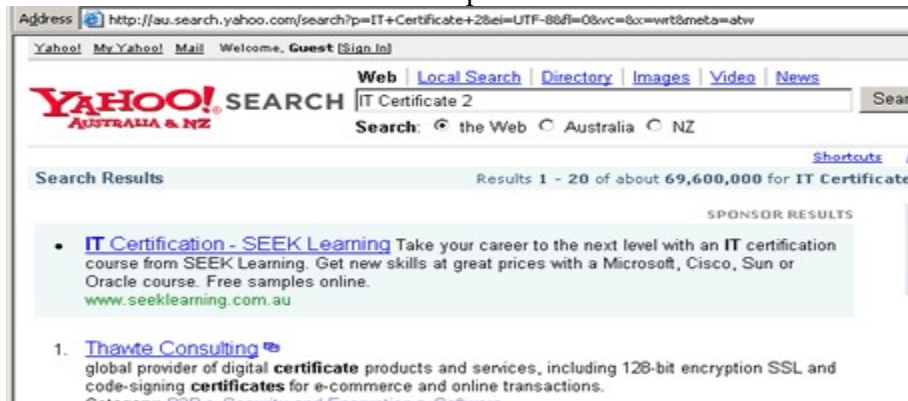 Address http://au.search.yahoo.com/search?p=IT+Certificate+2&ei=UTF-8&fl=0&vc=&x=wrt&meta=atw
Yahoo! My Yahoo! Mail Welcome, Guest [Sign In]
Web Local Search Directory Images Video News
YAHOO! SEARCH IT Certificate 2
AUSTRALIA & NZ
Search: the Web Australia NZ
Shortcuts
Search Results Results 1 - 20 of about 69,600,000 for IT Certificate
SPONSOR RESULTS
• IT Certification - SEEK Learning Take your career to the next level with an IT certification
course from SEEK Learning. Get new skills at great prices with a Microsoft, Cisco, Sun or
Oracle course. Free samples online.
www.seeklearning.com.au
1. Thawte Consulting
global provider of digital certificate products and services, including 128-bit encryption SSL and
code-signing certificates for e-commerce and online transactions.